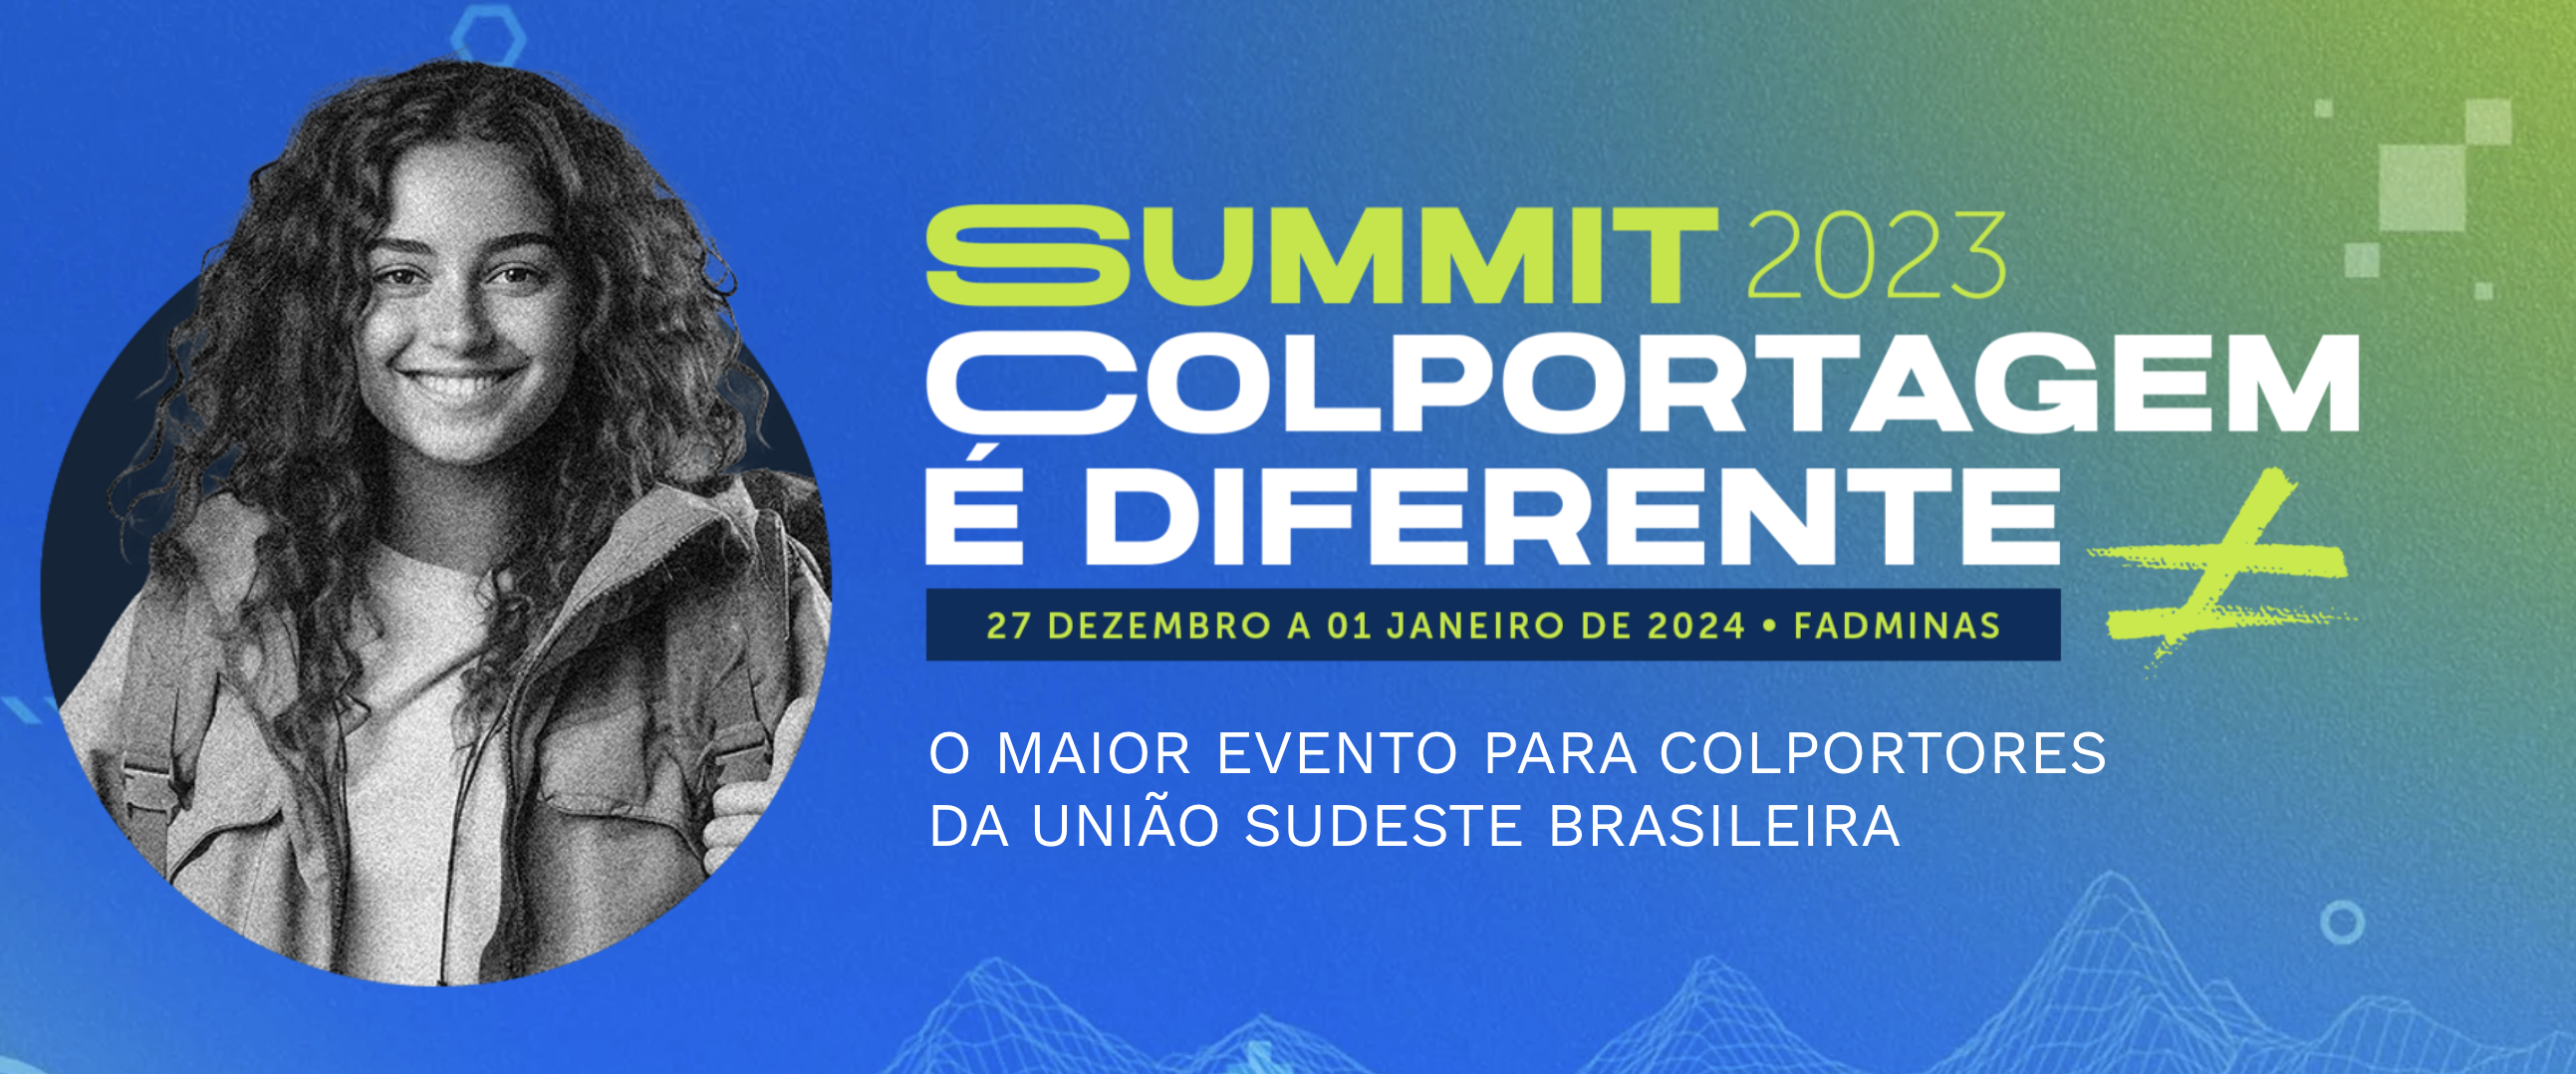 SUMMIT 2023
COLPORTAGEM
É DIFERENTE
27 DEZEMBRO A 01 JANEIRO DE 2024 • FADMINAS
O MAIOR EVENTO PARA COLPORTORES
DA UNIÃO SUDESTE BRASILEIRA